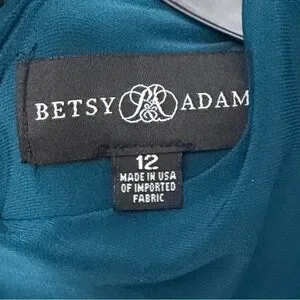 BETSY ADAM
12
MADE IN USA
OF IMPORTED
FABRIC